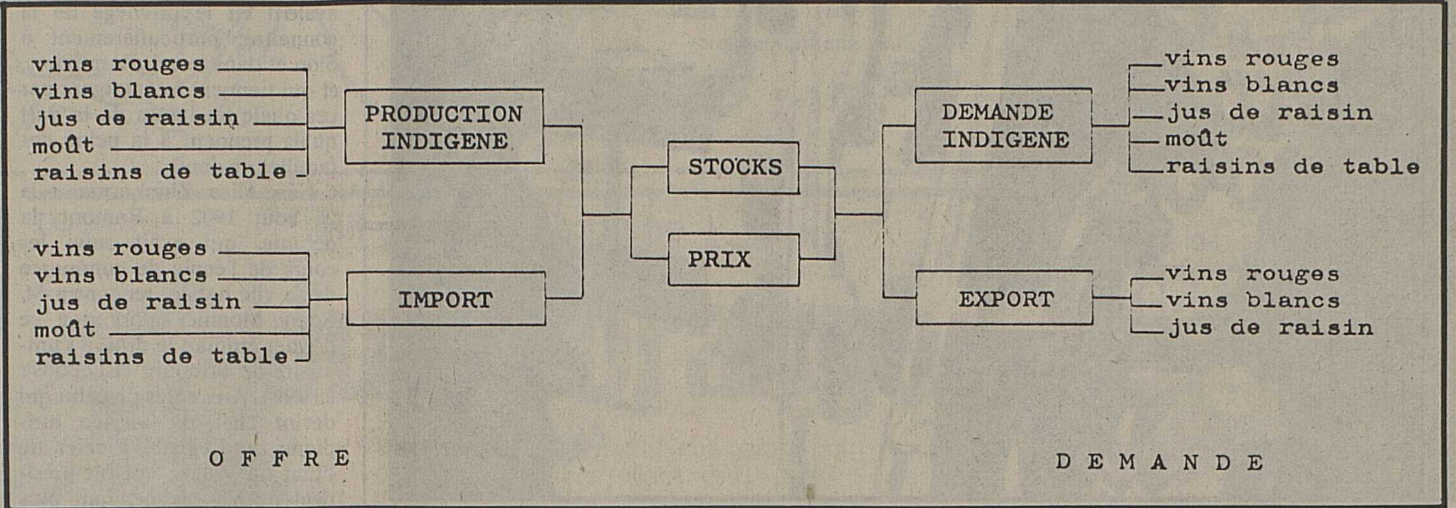 vins rouges
vins blancs
jus de raisin
moût
raisins de table
PRODUCTION
INDIGENE
vins rouges
vins blancs
jus de raisin
moût
raisins de table
IMPORT
STOCKS
PRIX
DEMANDE
INDIGENE
vins rouges
vins blancs
jus de raisin
moût
raisins de table
EXPORT
vins rouges
vins blancs
jus de raisin
OFFRE
DEMANDE